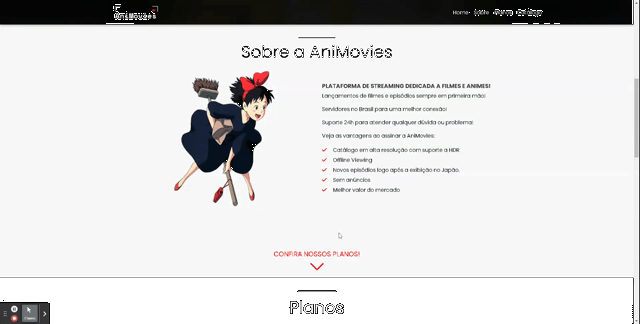 AniMovies
Home
Sobre a AniMovies
PLATAFORMA DE STREAMING DEDICADA A FILMES E ANIMES!
Lançamentos de filmes e episódios sempre em primeira mão!
Servidores no Brasil para uma melhor conexão!
Suporte 24h para atender qualquer dúvida ou problema!
Veja as vantagens ao assinar a AniMovies:
Catálogo em alta resolução com suporte a HDR
Offline Viewing
Novos episódios logo após a exibição no Japão.
Sem anúncios
Melhor valor do mercado
CONFIRA NOSSOS PLANOS!
Planos